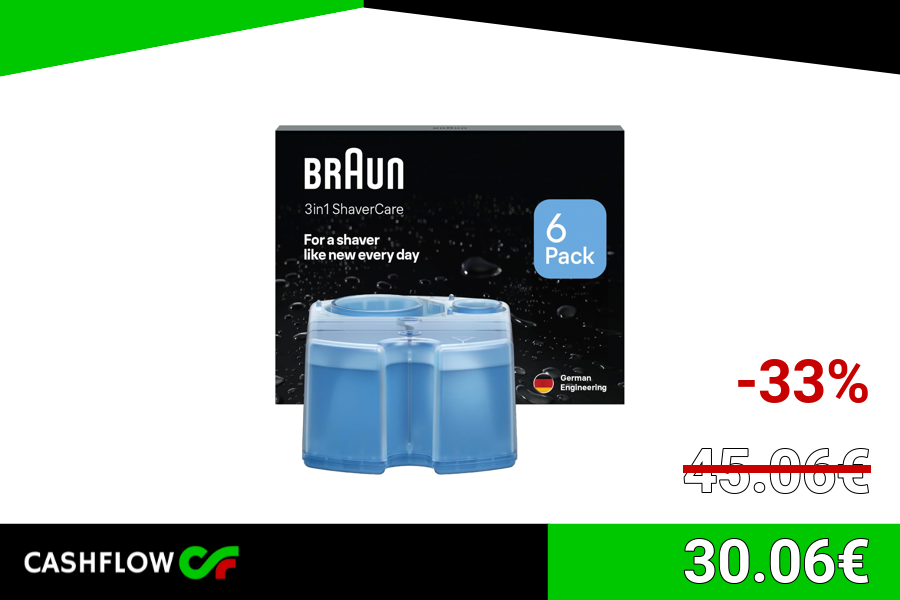 BRAUN
3in1 ShaverCare
For a shaver
like new every day
6
Pack
German
Engineering
-33%
45.06€
CASHFLOW
30.06€